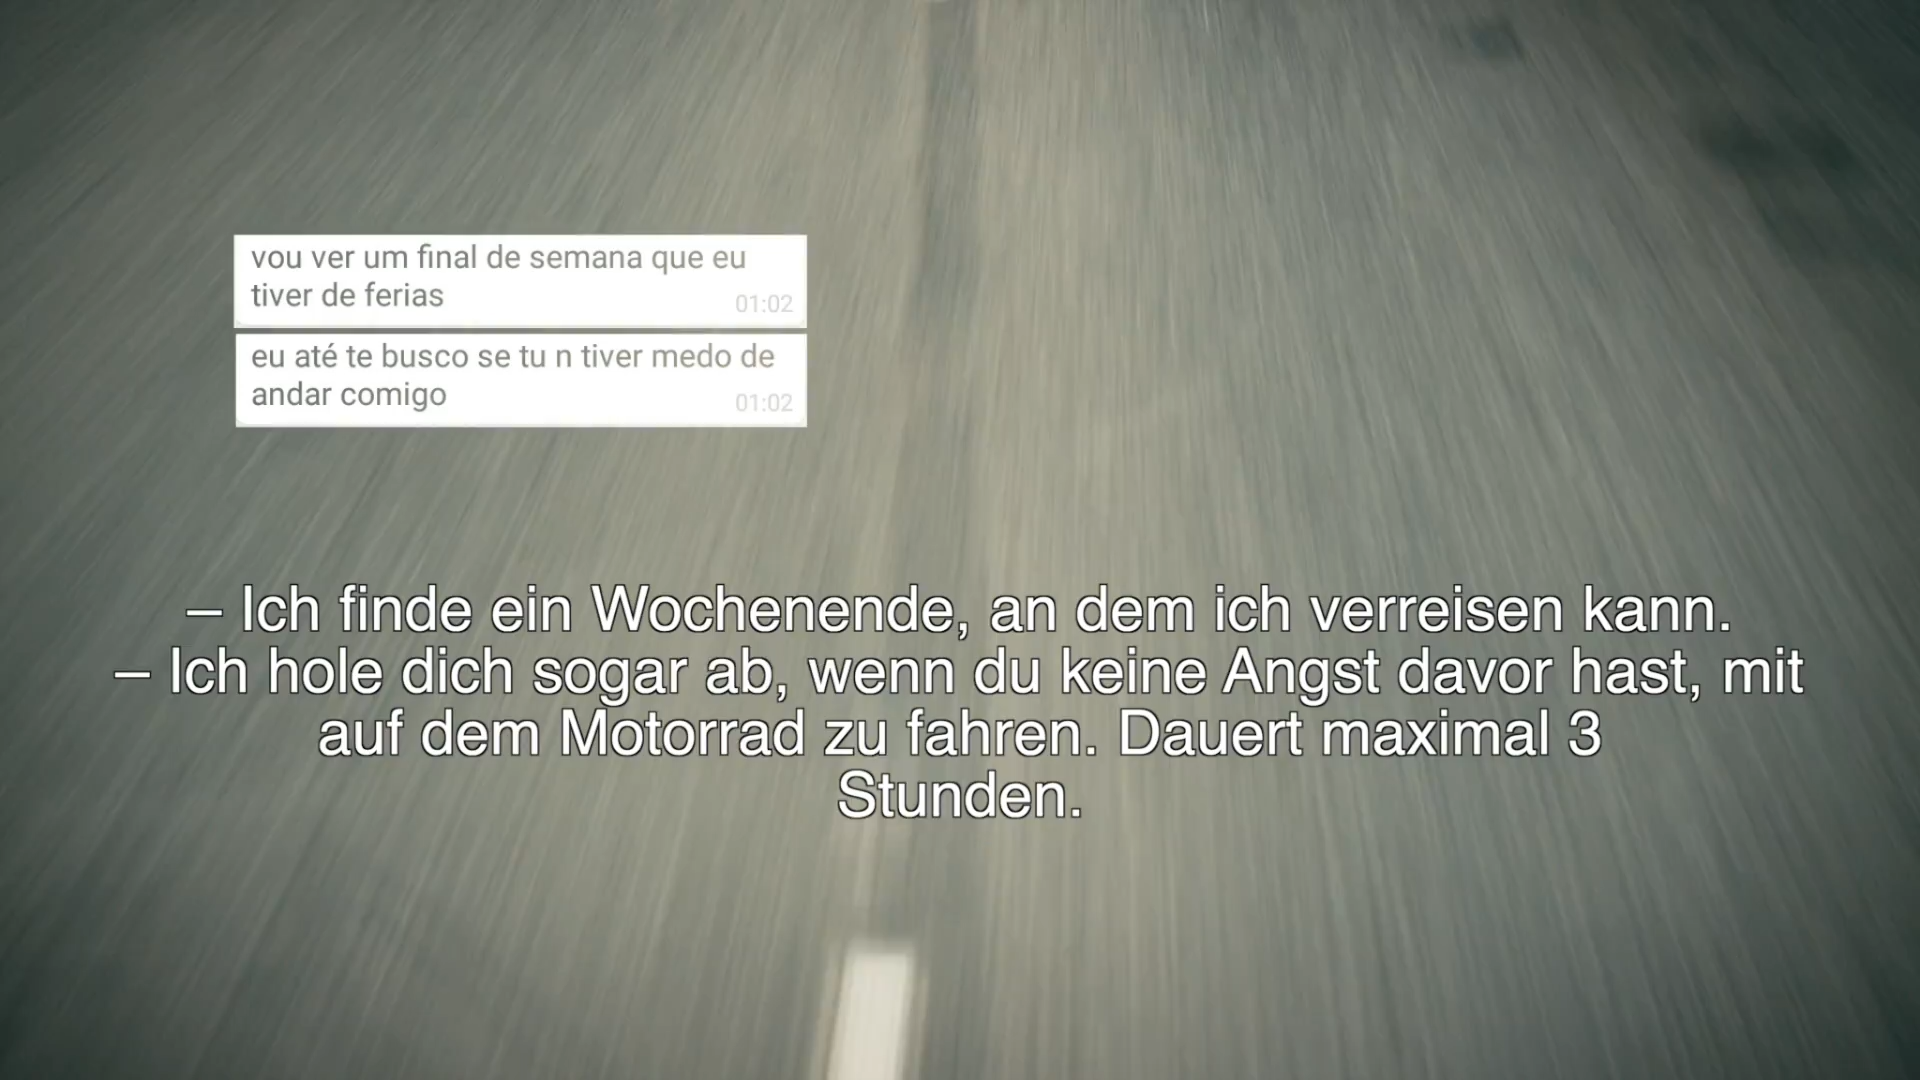 vou ver um final de semana que eu
tiver de ferias
01:02
eu até te busco se tu n tiver medo de
andar comigo
01:02
– Ich finde ein Wochenende, an dem ich verreisen kann.
– Ich hole dich sogar ab, wenn du keine Angst davor hast, mit
auf dem Motorrad zu fahren. Dauert maximal 3
Stunden.